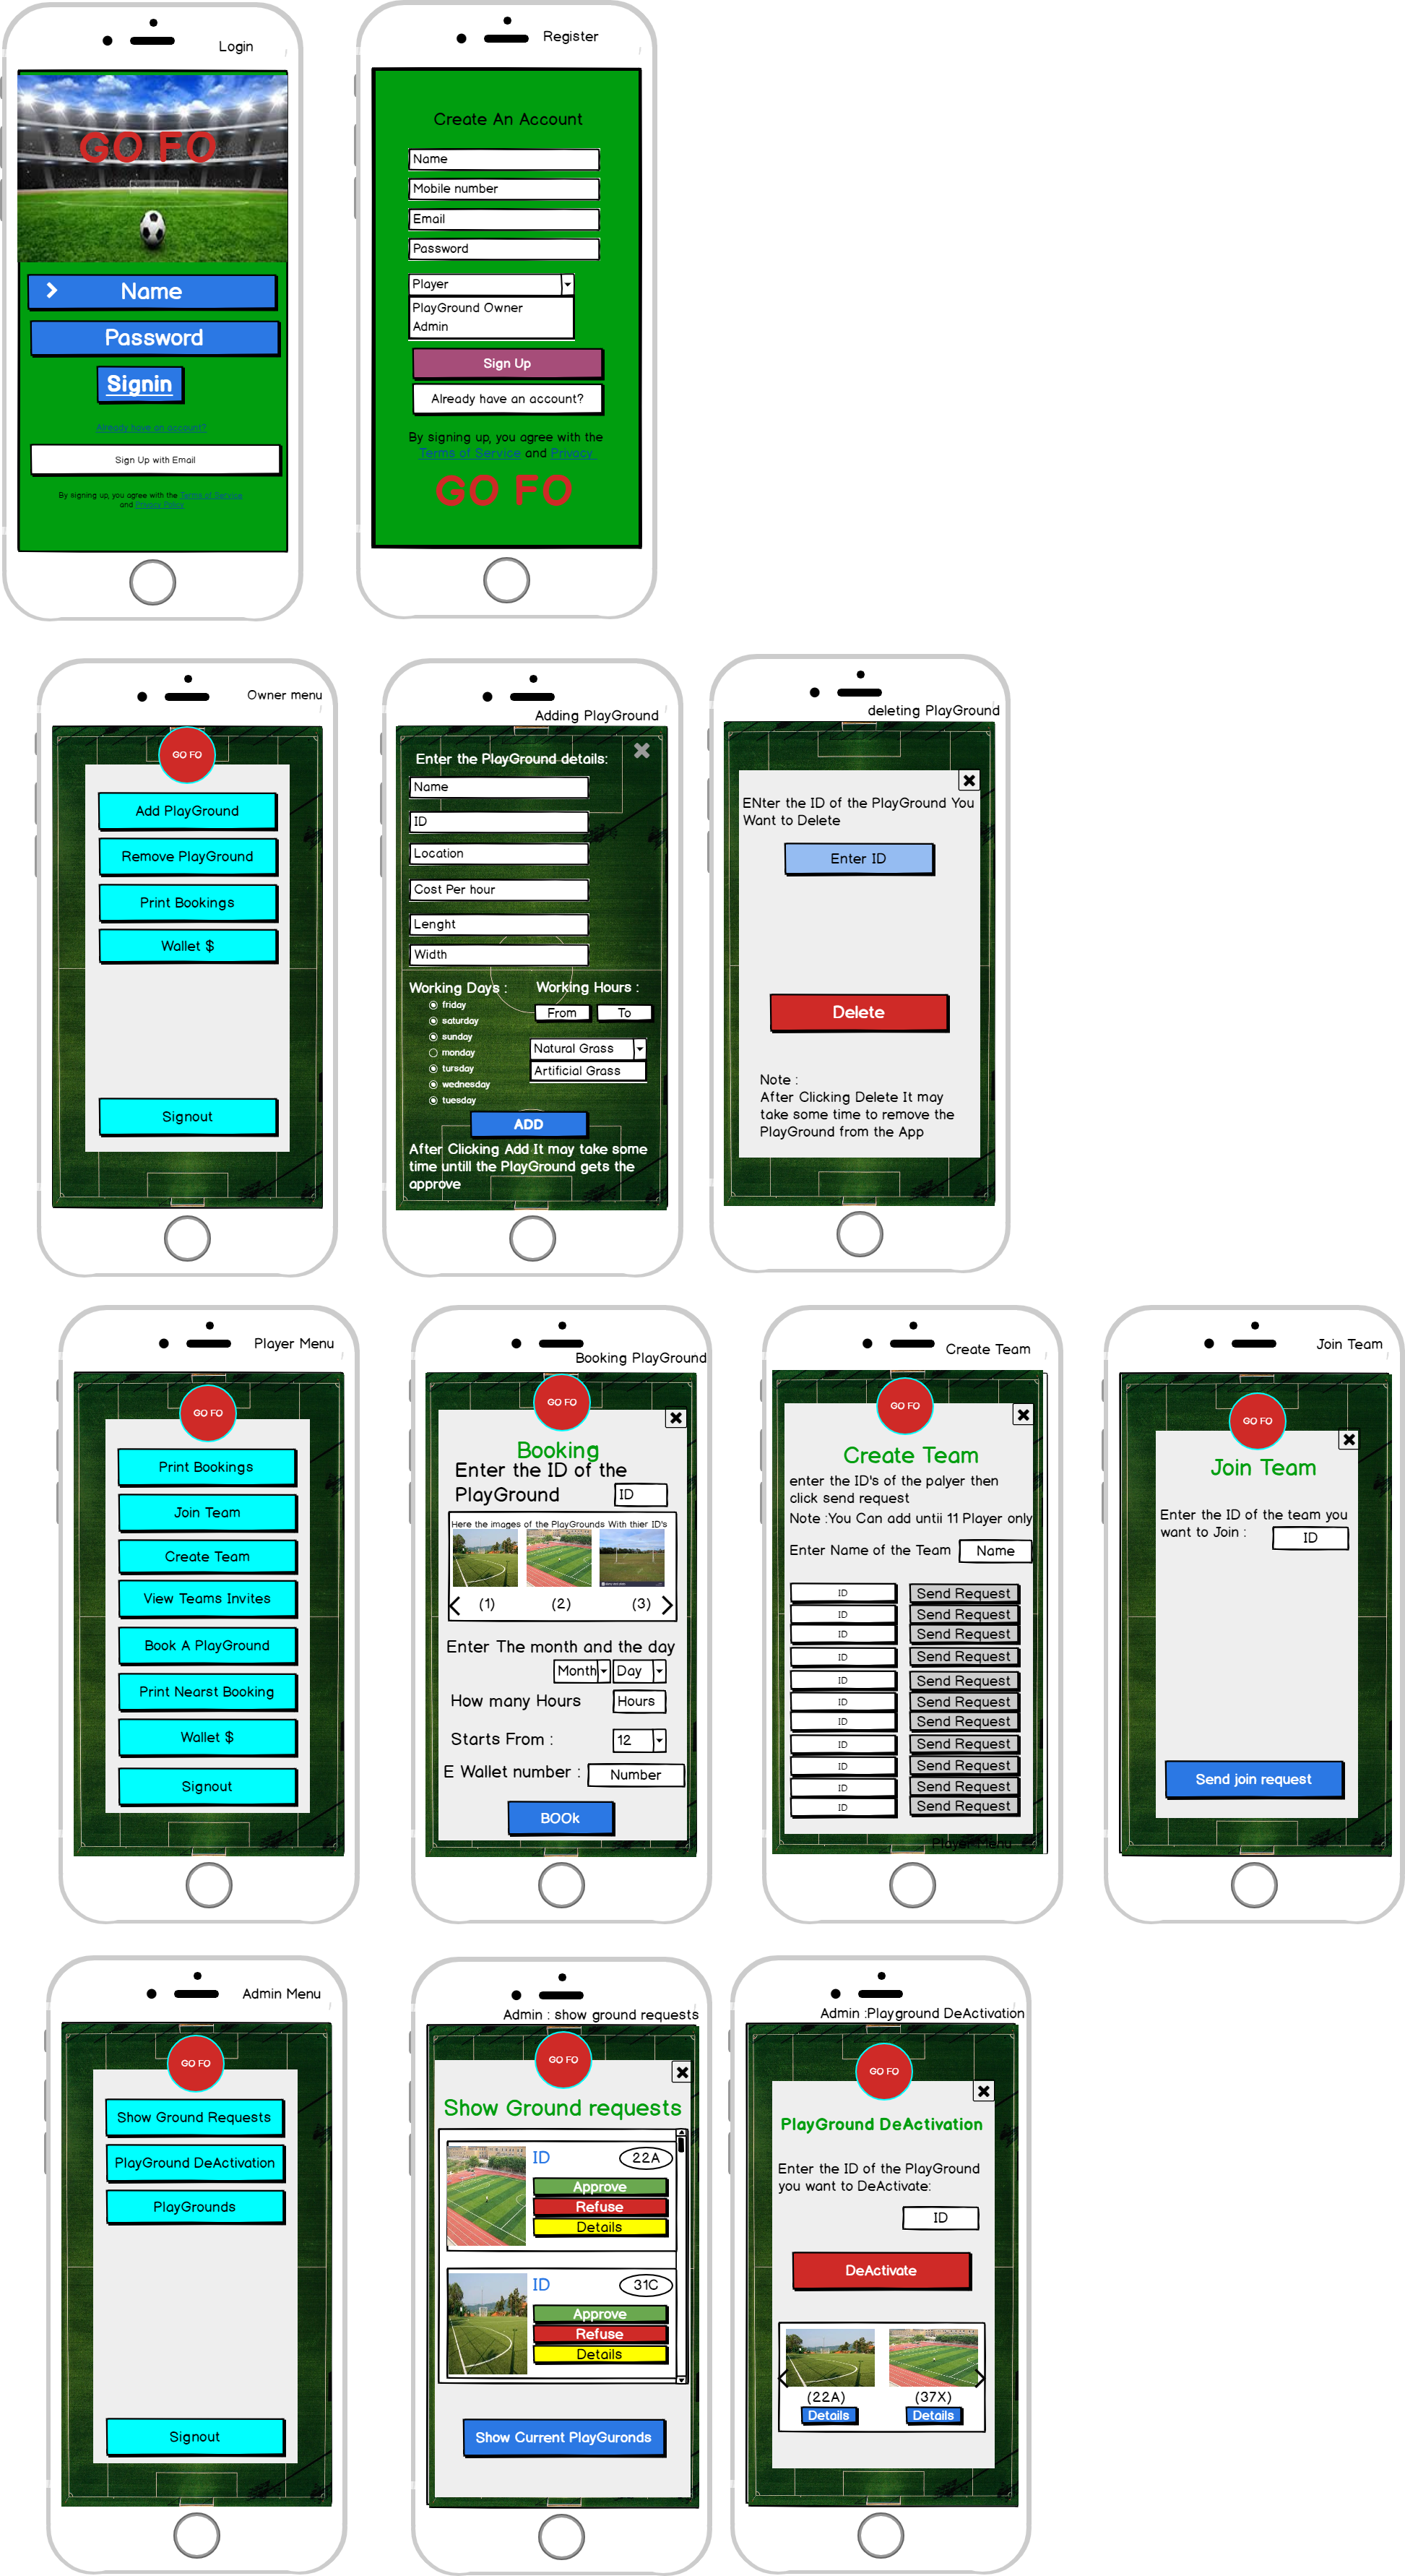 Login
GO FO
Name
Password
Signin
Already have an account?
Sign Up with Email
By signing up, you agree with the Terms of Service
and Privacy Policy
Register
Create An Account
Name
Mobile number
Email
Password
Player
PlayGround Owner
Admin
Sign Up
Already have an account?
By signing up, you agree with the
Terms of Service and Privacy
GO FO
Owner menu
GO FO
Add PlayGround
Remove PlayGround
Print Bookings
Wallet $
Signout
Adding PlayGround
Enter the PlayGround details:
Name
ID
Location
Cost Per hour
Lenght
Width
Working Days :
Working Hours :
friday
saturday
sunday
monday
tursday
wednesday
tuesday
From
To
Natural Grass
Artificial Grass
ADD
After Clicking Add It may take some
time untill the PlayGround gets the
approve
deleting PlayGround
ENter the ID of the PlayGround You
Want to Delete
Enter ID
Delete
Note :
After Clicking Delete It may
take some time to remove the
PlayGround from the App
Player Menu
GO FO
Print Bookings
Join Team
Create Team
View Teams Invites
Book A PlayGround
Print Nearst Booking
Wallet $
Signout
Booking PlayGround
GO FO
Booking
Enter the ID of the
PlayGround
ID
Here the images of the PlayGrounds With thier ID's
(1)
(2)
(3)
Enter The month and the day
Month
Day
How many Hours
Hours
Starts From :
12
E Wallet number :
Number
BOOk
Create Team
GO FO
Create Team
enter the ID's of the palyer then
click send request
Note :You Can add untii 11 Player only
Enter Name of the Team
Name
ID Send Request
ID Send Request
ID Send Request
ID Send Request
ID Send Request
ID Send Request
ID Send Request
ID Send Request
ID Send Request
ID Send Request
ID Send Request
Player Menu
Join Team
GO FO
Join Team
Enter the ID of the team you
want to Join :
ID
Send join request
Admin Menu
GO FO
Show Ground Requests
PlayGround DeActivation
PlayGrounds
Signout
Admin : show ground requests
GO FO
Show Ground requests
ID
22A
Approve
Refuse
Details
ID
31C
Approve
Refuse
Details
Show Current PlayGuronds
Admin :Playground DeActivation
GO FO
PlayGround DeActivation
Enter the ID of the PlayGround
you want to DeActivate:
ID
DeActivate
(22A)
(37X)
Details
Details